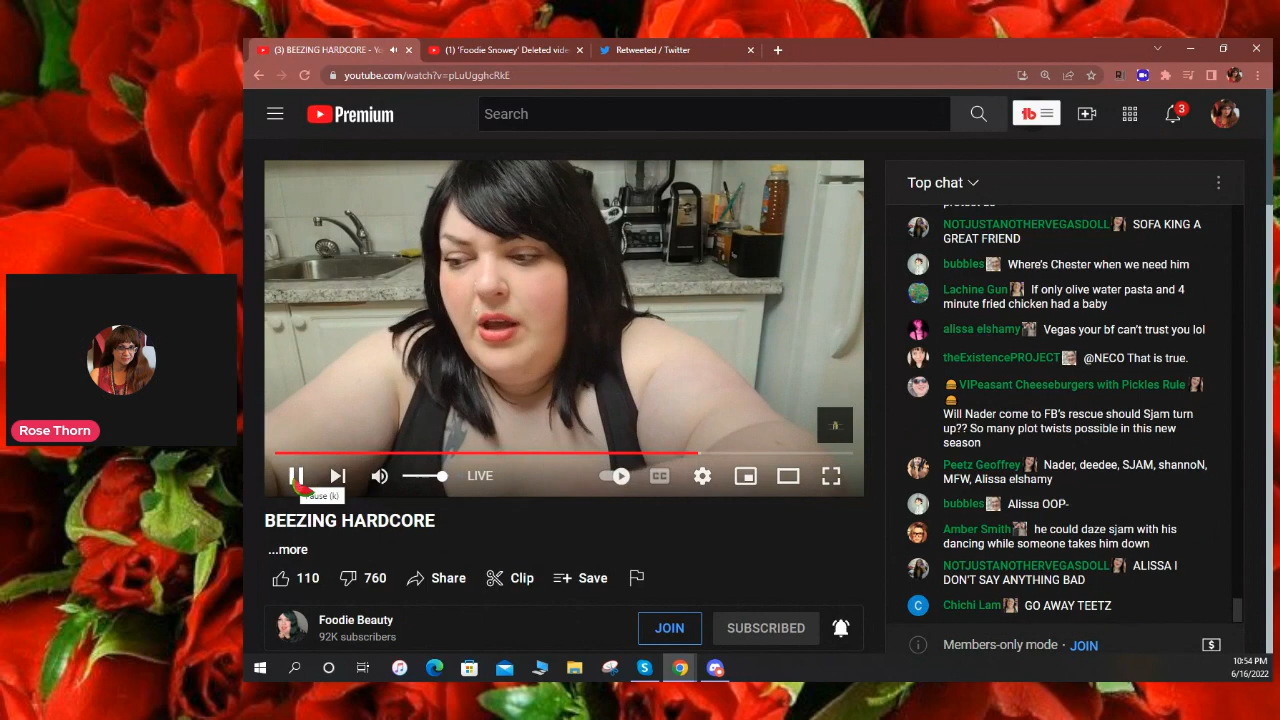 (3) BEEZING HARDCORE - Yo
(1) 'Foodie Snowey' Deleted vide
Retweeted / Twitter
youtube.com/watch?v=pLuUgghcRkE
Premium
Search
tb
3
Top chat
NOTJUSTANOTHERVEGASDOLL SOFA KING A
GREAT FRIEND
bubbles Where's Chester when we need him
Lachine Gun If only olive water pasta and 4
minute fried chicken had a baby
alissa elshamy Vegas your bf can't trust you lol
theExistencePROJECT @NECO That is true.
🍔VIPeasant Cheeseburgers with Pickles Rule
🍔
Will Nader come to FB's rescue should Sjam turn
up?? So many plot twists possible in this new
season
Peetz Geoffrey Nader, deedee, SJAM, shannoN,
MFW, Alissa elshamy
bubbles Alissa OOP-
Amber Smith he could daze sjam with his
dancing while someone takes him down
NOTJUSTANOTHERVEGASDOLL ALISSA I
DON'T SAY ANYTHING BAD
C
Chichi Lam GO AWAY TEETZ
Members-only mode · JOIN
Rose Thorn
LIVE
CC
Pause (k)
BEEZING HARDCORE
...more
110
760
Share
Clip
Save
Foodie Beauty
92K subscribers
JOIN
SUBSCRIBED
10:54 PM
6/16/2022